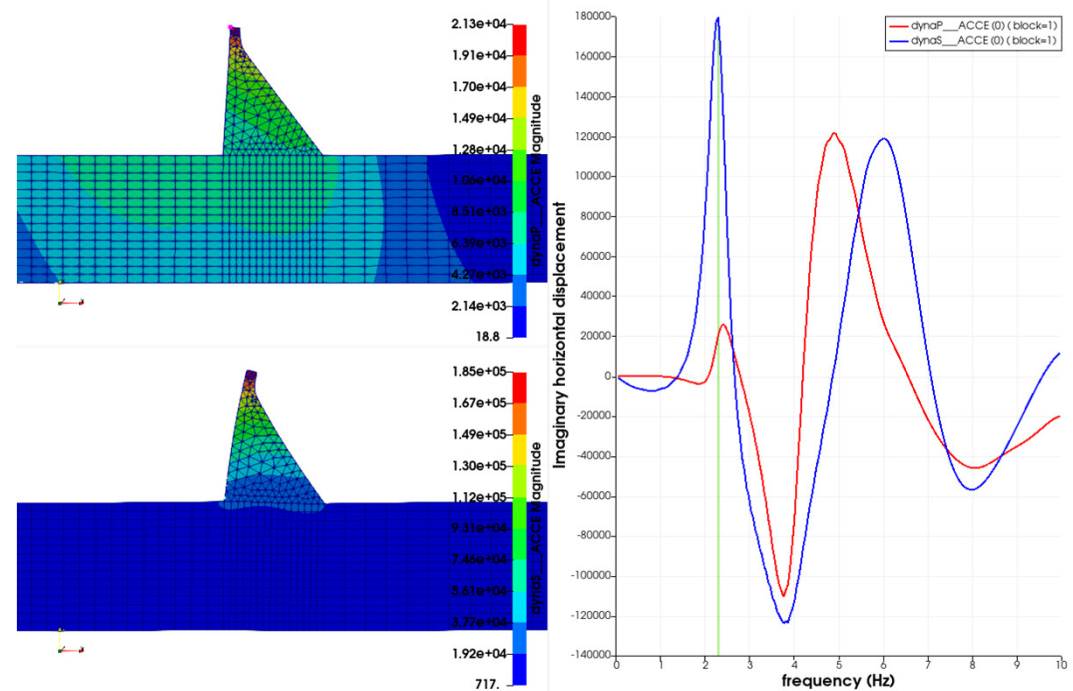 2.13e+04
1.91e+04
1.70e+04
1.49e+04
1.28e+04
1.06e+04
8.51e+03
6.39e+03
4.27e+03
2.14e+03
18.8
dynaP___ACCE Magnitude
1.85e+05
1.67e+05
1.49e+05
1.30e+05
1.12e+05
9.31e+04
7.46e+04
5.61e+04
3.77e+04
1.92e+04
717.
dynaS___ACCE Magnitude
dynaP___ACCE (0) ( block=1)
dynaS___ACCE (0) ( block=1)
Imaginary horizontal displacement
180000
160000
140000
120000
100000
80000
60000
40000
20000
0
-20000
-40000
-60000
-80000
-100000
-120000
-140000
0 1 2 3 4 5 6 7 8 9 10
frequency (Hz)